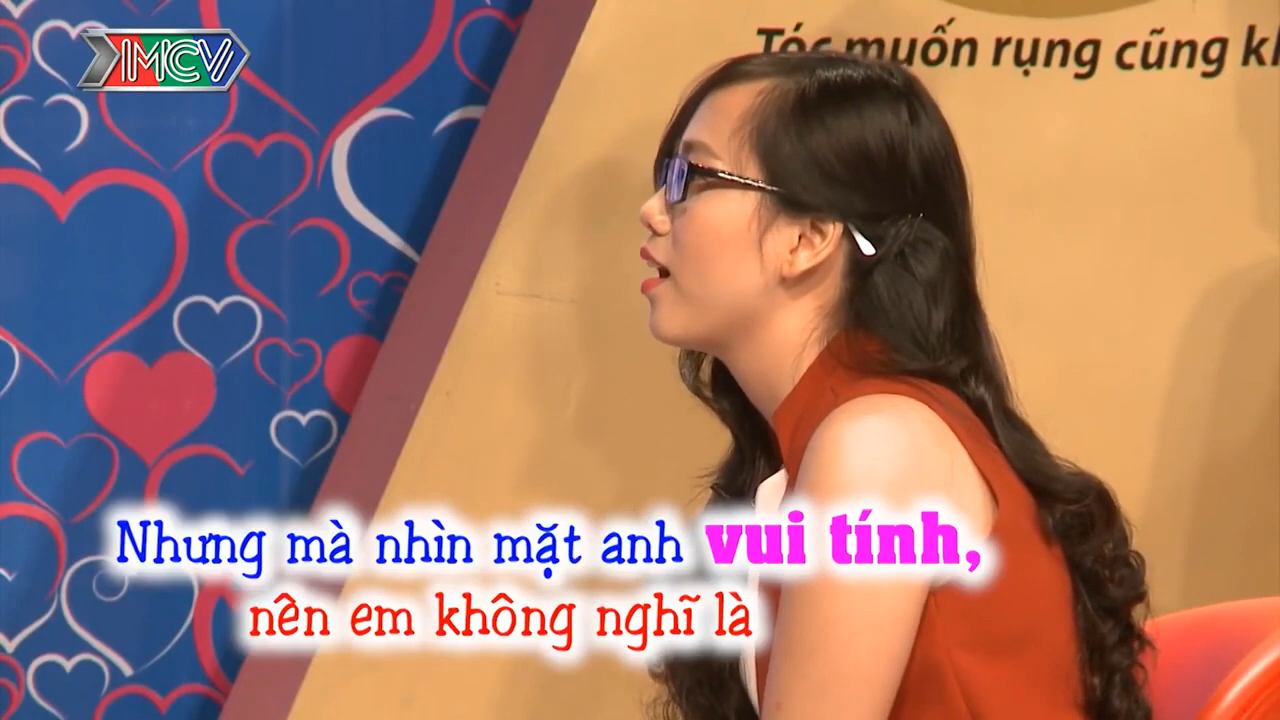 MCV
Tóc muốn rụng cũng
Nhưng mà nhìn mặt anh vui tính,
nên em không nghĩ là